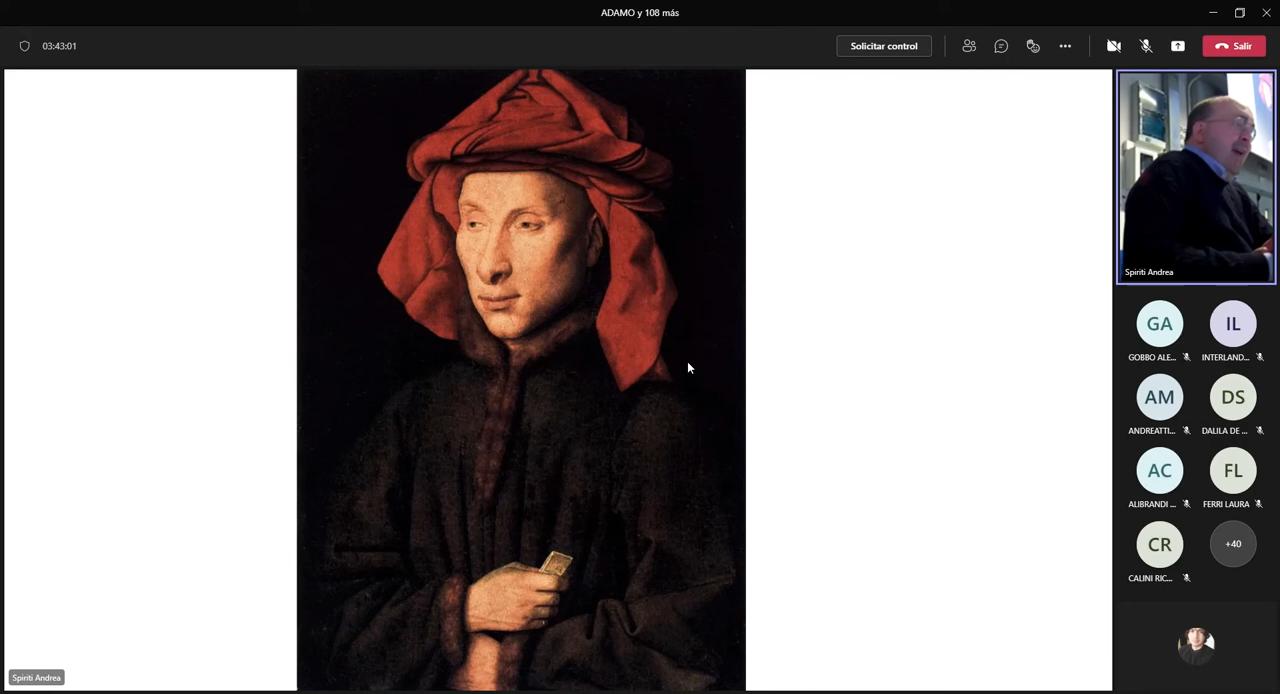 ADAMO y 108 más
03:43:01
Solicitar control
Salir
Spiriti Andrea
GA
IL
GOBBO ALE...
INTERLAND...
AM
DS
ANDREATTI...
DALILA DE ...
AC
FL
ALIBRANDI ...
FERRI LAURA
CR
+40
CALINI RIC...
Spiriti Andrea